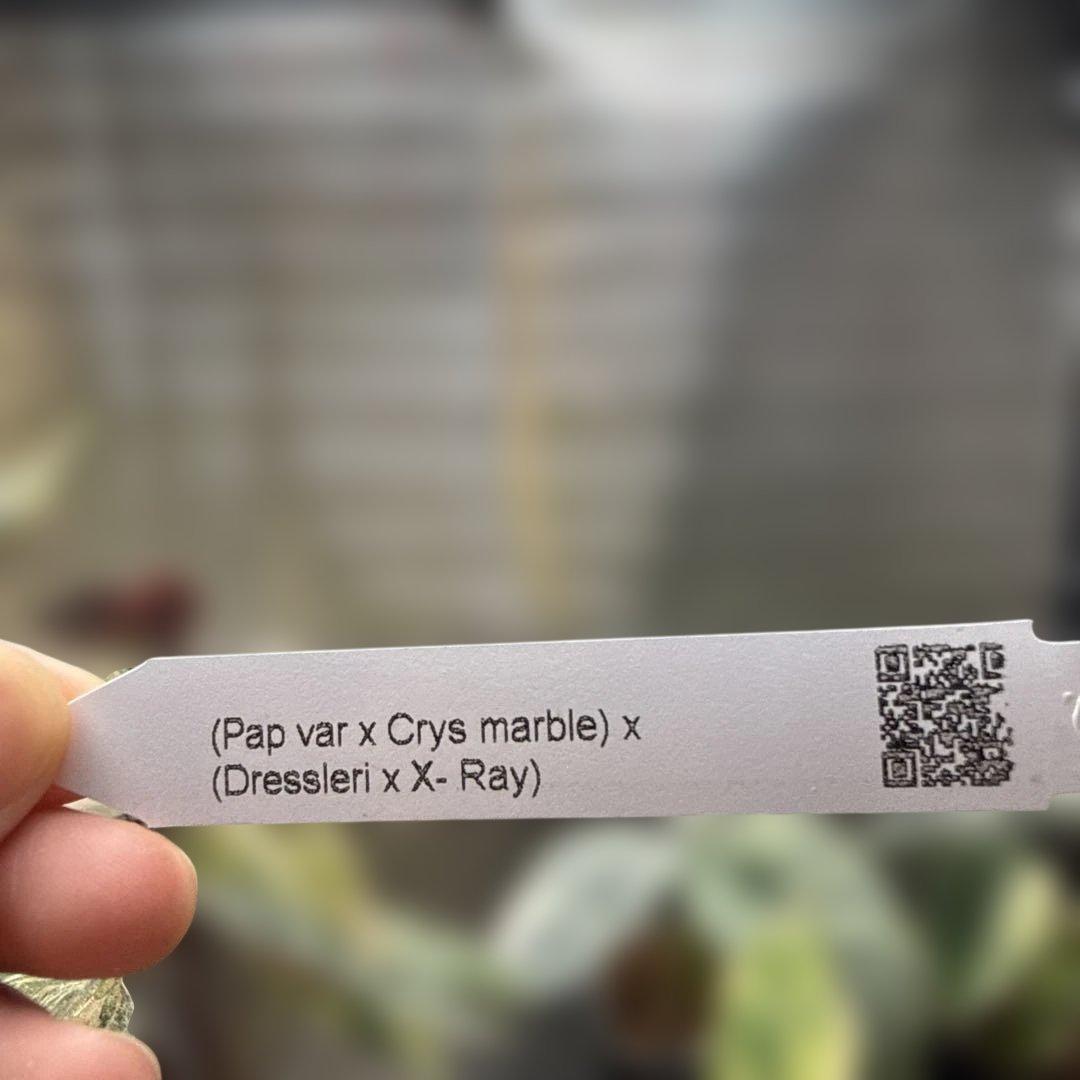 (Pap var x Crys marble) x
(Dressleri x X- Ray)